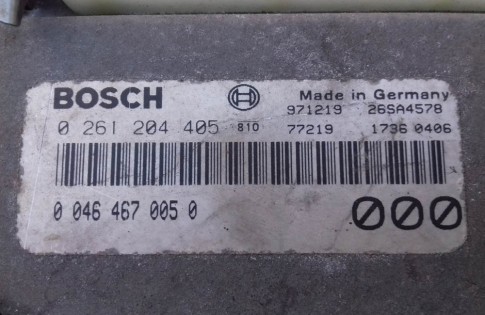 BOSCH Made in Germany
971219 26SA4578
0 261 204 405 810 77219 1736 0406
0 046 467 005 0 000